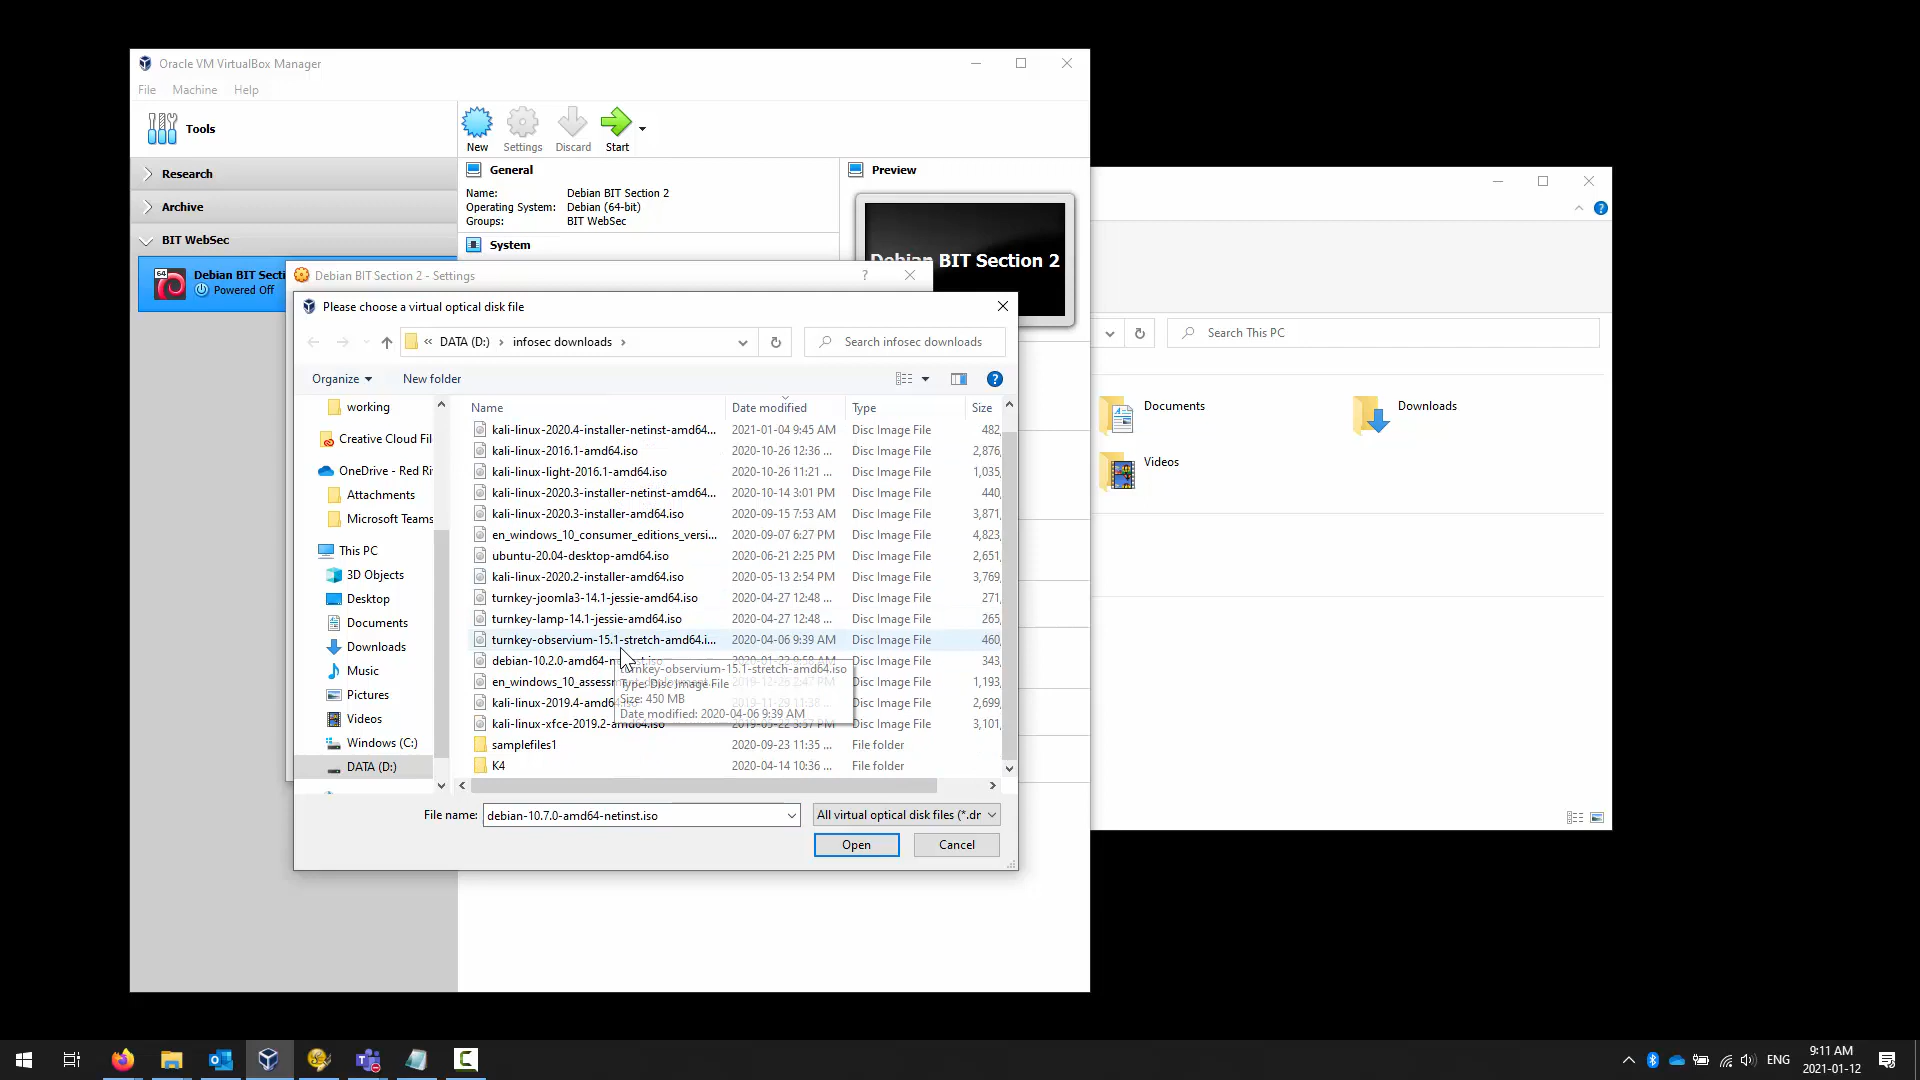 Oracle VM VirtualBox Manager
File Machine Help
Tools
New Settings Discard Start
Research
Archive
BIT WebSec
Debian BIT Secti
64
Powered Off
General
Name: Debian BIT Section 2
Operating System: Debian (64-bit)
Groups: BIT WebSec
System
Preview
Debian BIT Section 2
Debian BIT Section 2 - Settings
Please choose a virtual optical disk file
« DATA (D:) › infosec downloads ›
Search infosec downloads
Organize
New folder
working
Creative Cloud Fil
OneDrive - Red Ri
Attachments
Microsoft Teams
This PC
3D Objects
Desktop
Documents
Downloads
Music
Pictures
Videos
Windows (C:)
DATA (D:)
Name Date modified Type Size
kali-linux-2020.4-installer-netinst-amd64... 2021-01-04 9:45 AM Disc Image File 482,
kali-linux-2016.1-amd64.iso 2020-10-26 12:36 ... Disc Image File 2,876,
kali-linux-light-2016.1-amd64.iso 2020-10-26 11:21 ... Disc Image File 1,035,
kali-linux-2020.3-installer-netinst-amd64... 2020-10-14 3:01 PM Disc Image File 440,
kali-linux-2020.3-installer-amd64.iso 2020-09-15 7:53 AM Disc Image File 3,871,
en_windows_10_consumer_editions_versi... 2020-09-07 6:27 PM Disc Image File 4,823,
ubuntu-20.04-desktop-amd64.iso 2020-06-21 2:25 PM Disc Image File 2,651,
kali-linux-2020.2-installer-amd64.iso 2020-05-13 2:54 PM Disc Image File 3,769,
turnkey-joomla3-14.1-jessie-amd64.iso 2020-04-27 12:48 ... Disc Image File 271,
turnkey-lamp-14.1-jessie-amd64.iso 2020-04-27 12:48 ... Disc Image File 265,
turnkey-observium-15.1-stretch-amd64.i... 2020-04-06 9:39 AM Disc Image File 460,
debian-10.2.0-amd64-netinst.iso Disc Image File 343,
turnkey-observium-15.1-stretch-amd64.iso
en_windows_10_assessm Disc Image File 1,193,
Type: Disc Image File
Size: 450 MB
kali-linux-2019.4-amd64.iso Disc Image File 2,699,
Date modified: 2020-04-06 9:39 AM
kali-linux-xfce-2019.2-amd64.iso 2019-05-22 3:57 PM Disc Image File 3,101,
samplefiles1 2020-09-23 11:35 ... File folder
K4 2020-04-14 10:36 ... File folder
File name: debian-10.7.0-amd64-netinst.iso
All virtual optical disk files (*.dr
Open Cancel
Search This PC
Documents
Downloads
Videos
ENG
9:11 AM
2021-01-12